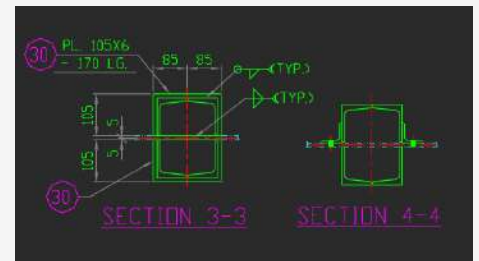 30 PL. 105X6
- 170 LG.
85 85
(TYP.)
(TYP.)
105
5
105
5
30
SECTION 3-3
SECTION 4-4